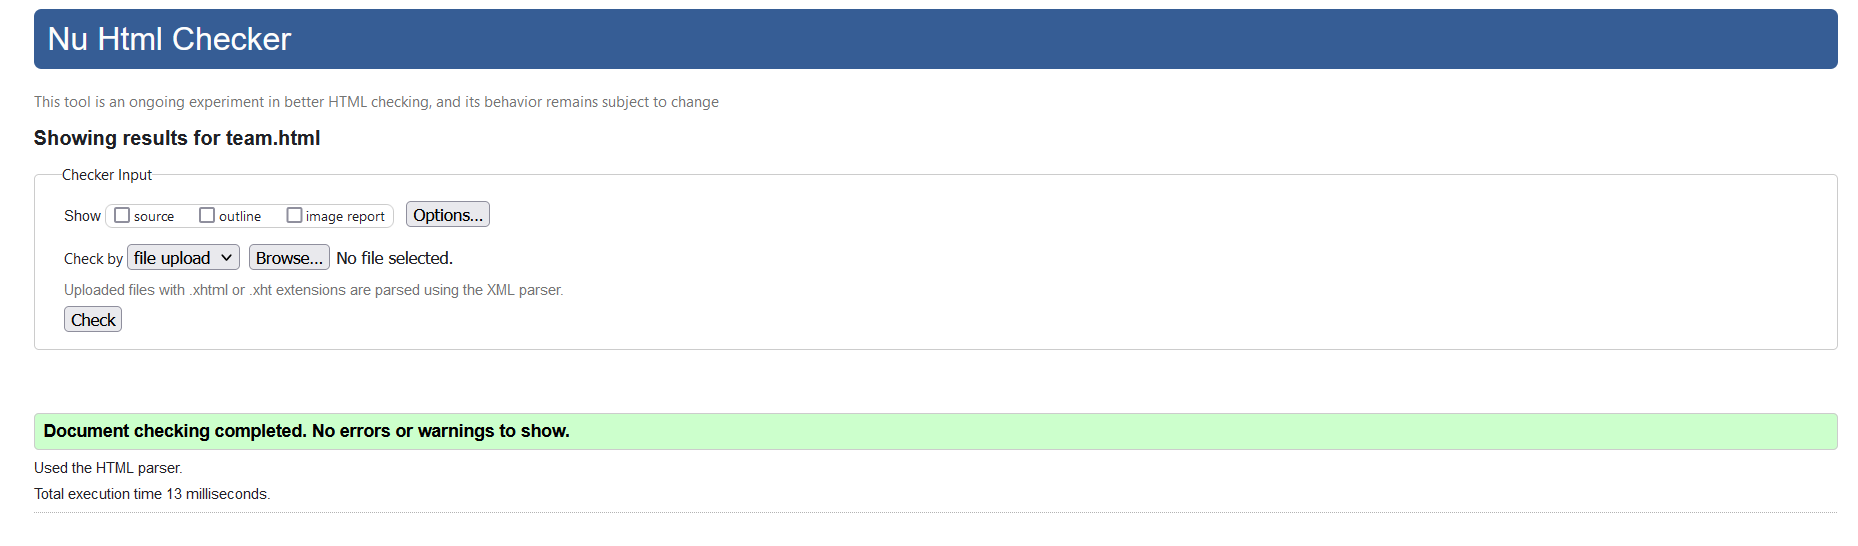 Nu Html Checker
This tool is an ongoing experiment in better HTML checking, and its behavior remains subject to change
Showing results for team.html
Checker Input
Show source outline image report Options...
Check by file upload Browse... No file selected.
Uploaded files with .xhtml or .xht extensions are parsed using the XML parser.
Check
Document checking completed. No errors or warnings to show.
Used the HTML parser.
Total execution time 13 milliseconds.